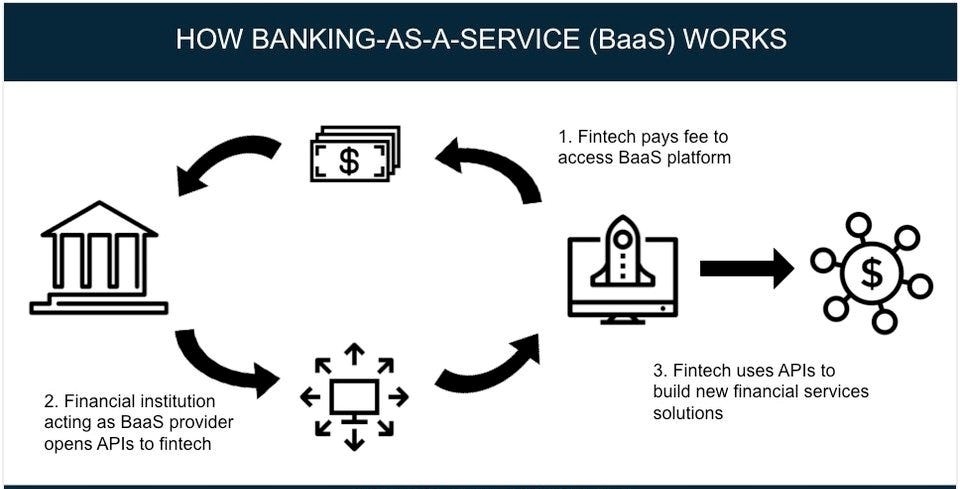 HOW BANKING-AS-A-SERVICE (BaaS) WORKS
1. Fintech pays fee to
access BaaS platform
$
$
3. Fintech uses APIs to
build new financial services
solutions
2. Financial institution
acting as BaaS provider
opens APIs to fintech